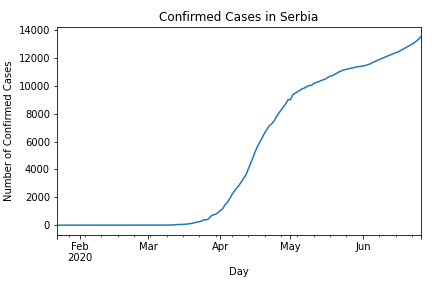 Confirmed Cases in Serbia
14000
12000
10000
8000
6000
4000
2000
0
Number of Confirmed Cases
Feb
2020
Mar
Apr
May
Jun
Day